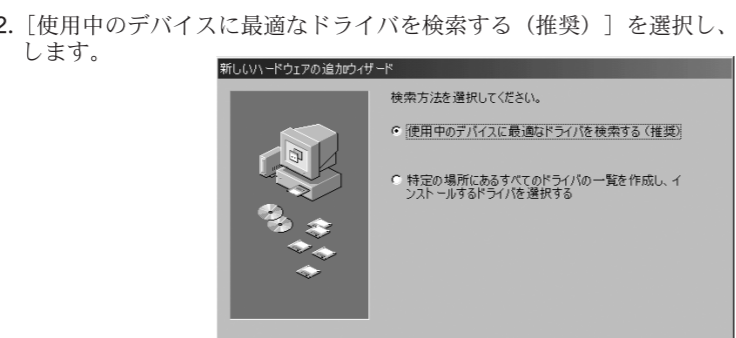 2. ［使用中のデバイスに最適なドライバを検索する（推奨）］を選択し、
します。
新しいハードウェアの追加ウィザード
検索方法を選択してください。
使用中のデバイスに最適なドライバを検索する（推奨）
特定の場所にあるすべてのドライバの一覧を作成し、イ
ンストールするドライバを選択する